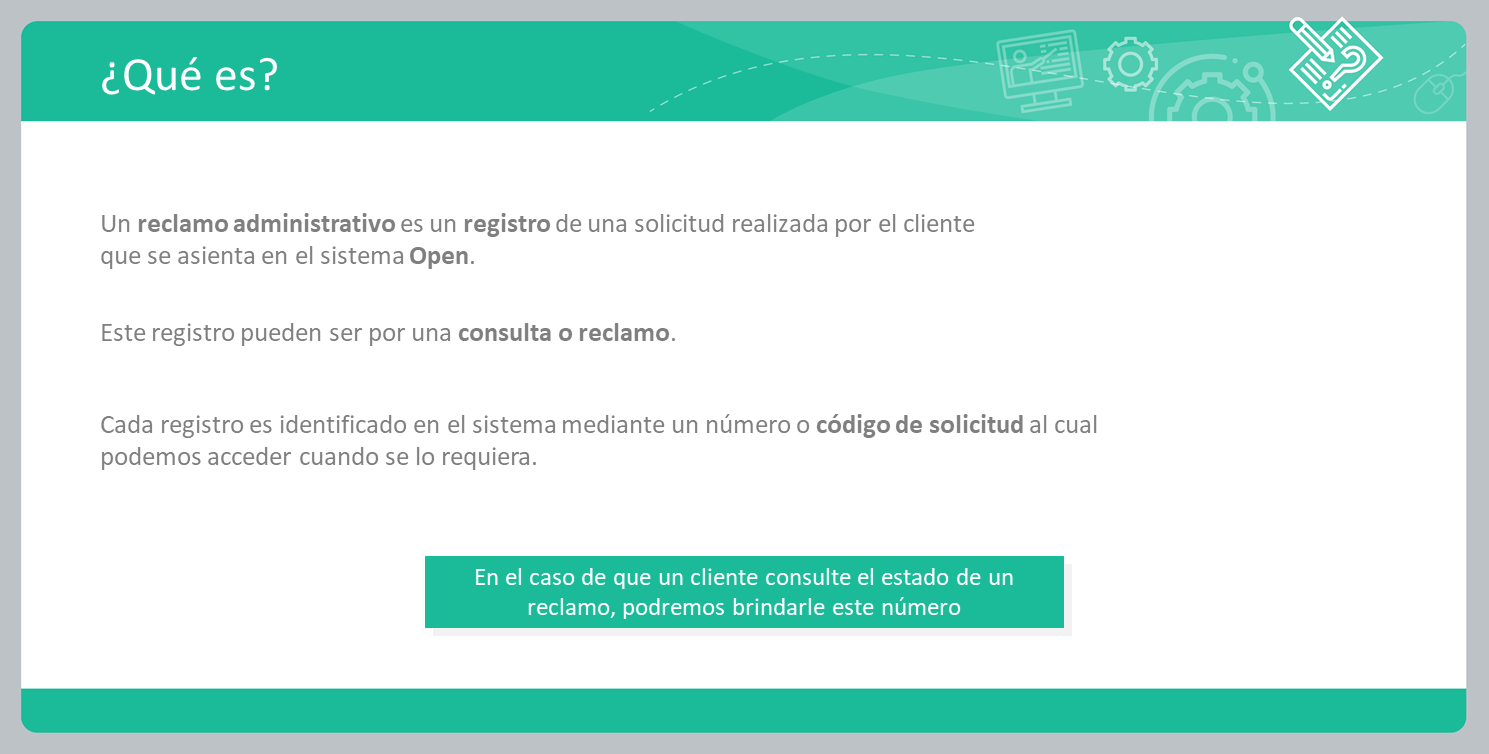 ¿Qué es?
Un reclamo administrativo es un registro de una solicitud realizada por el cliente
que se asienta en el sistema Open.
Este registro pueden ser por una consulta o reclamo.
Cada registro es identificado en el sistema mediante un número o código de solicitud al cual
podemos acceder cuando se lo requiera.
En el caso de que un cliente consulte el estado de un
reclamo, podremos brindarle este número